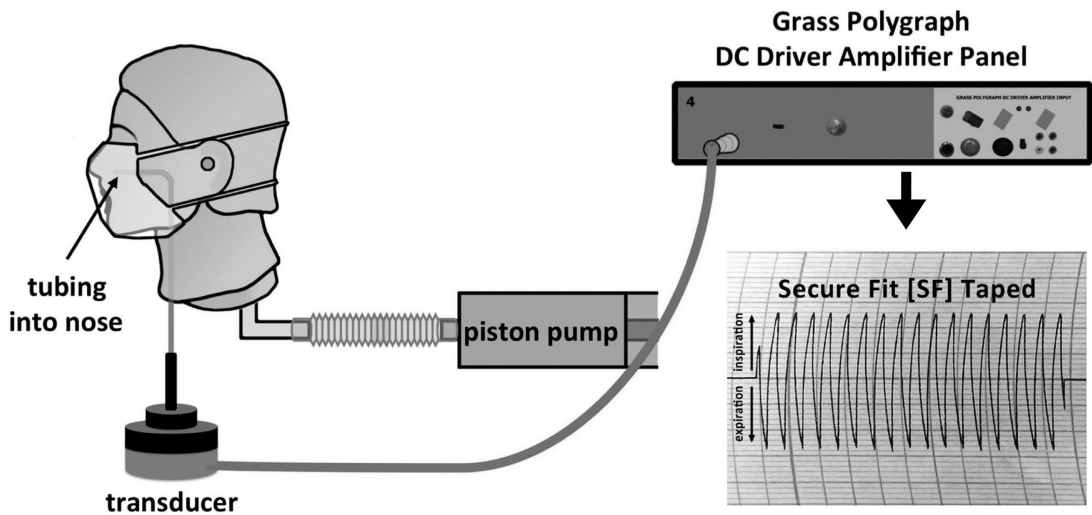 Grass Polygraph
DC Driver Amplifier Panel
4
GRASS POLYGRAPH DC DRIVER AMPLIFIER INPUT
tubing
into nose
piston pump
transducer
Secure Fit [SF] Taped
inspiration
expiration